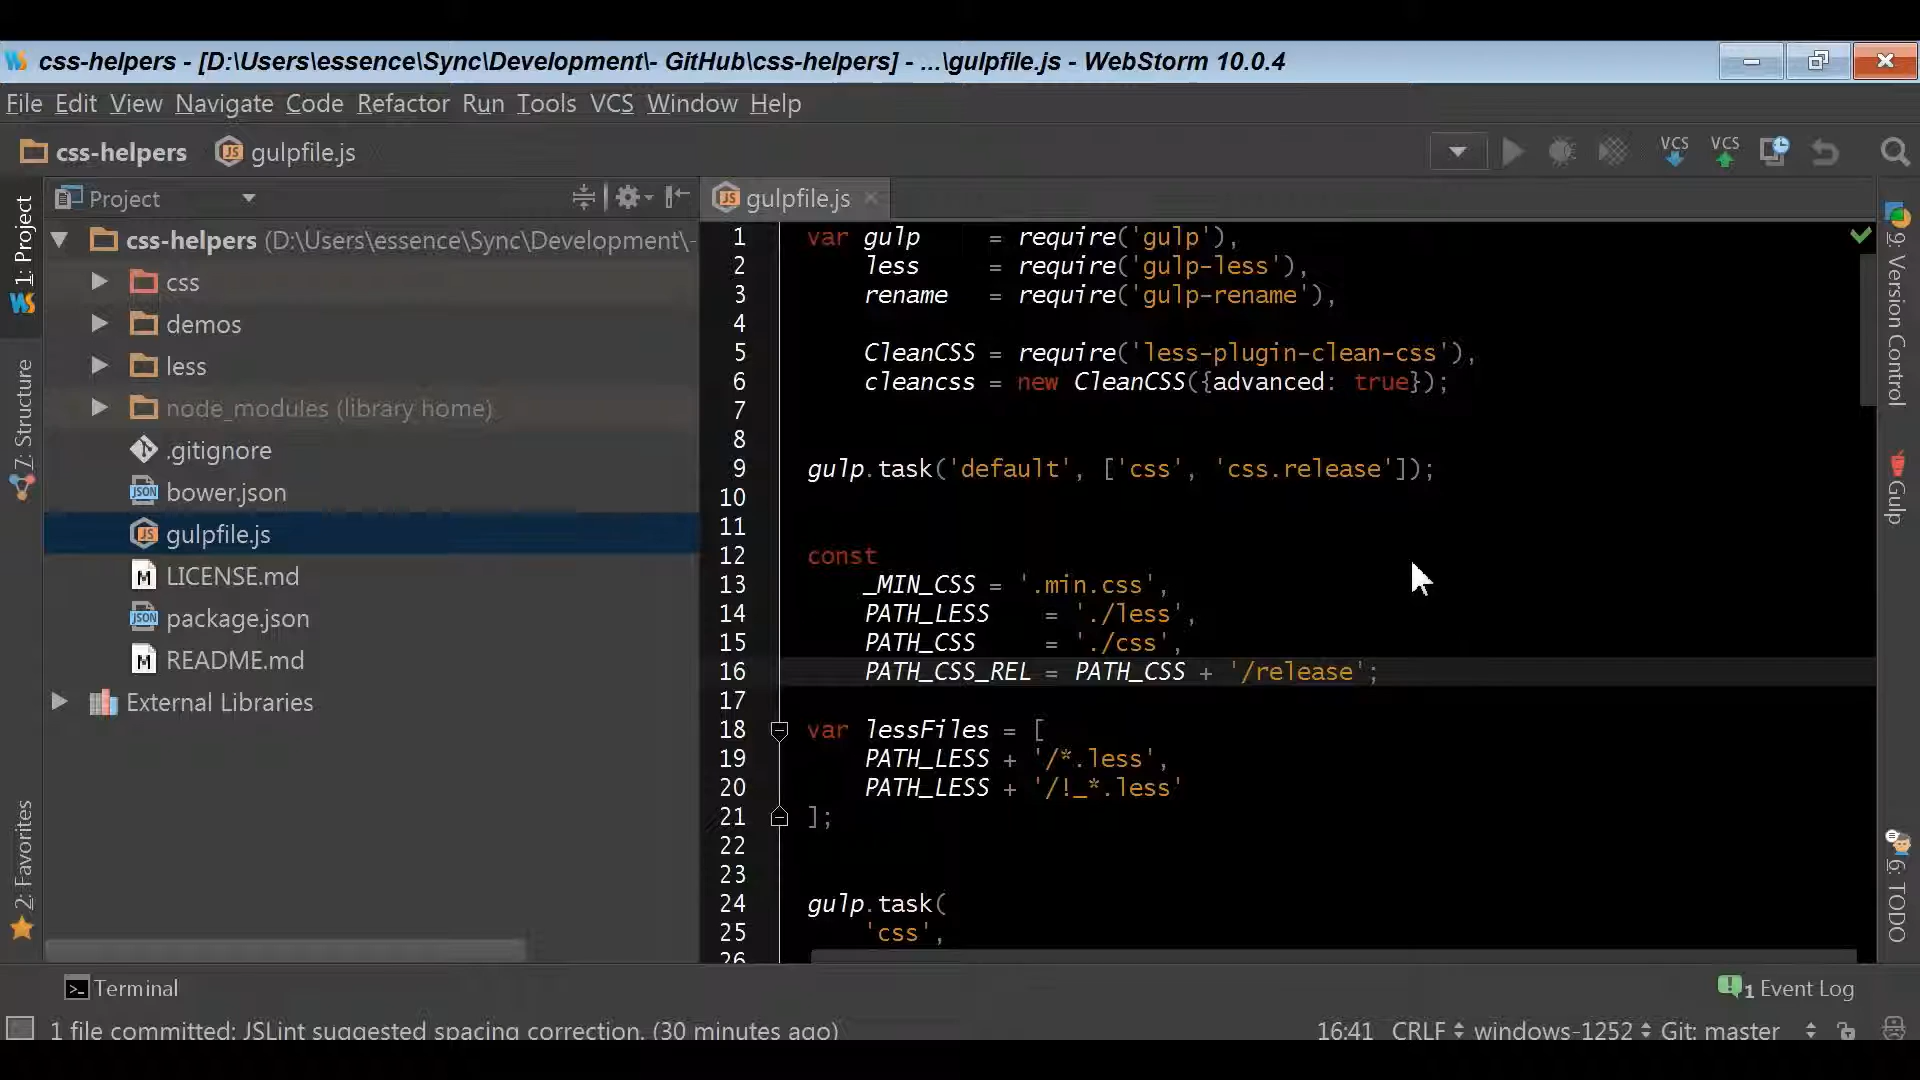 css-helpers - [D:\Users\essence\Sync\Development\- GitHub\css-helpers] - ...\gulpfile.js - WebStorm 10.0.4
File Edit View Navigate Code Refactor Run Tools VCS Window Help
css-helpers gulpfile.js
VCS VCS
Project
gulpfile.js
css-helpers (D:\Users\essence\Sync\Development\-
css
demos
less
node_modules (library home)
.gitignore
bower.json
gulpfile.js
LICENSE.md
package.json
README.md
External Libraries
1: Project
7: Structure
2: Favorites
1 var gulp = require('gulp'),
2 less = require('gulp-less'),
3 rename = require('gulp-rename'),
4
5 CleanCSS = require('less-plugin-clean-css'),
6 cleancss = new CleanCSS({advanced: true});
7
8
9 gulp.task('default', ['css', 'css.release']);
10
11
12 const
13 _MIN_CSS = '.min.css',
14 PATH_LESS = './less',
15 PATH_CSS = './css',
16 PATH_CSS_REL = PATH_CSS + '/release';
17
18 var lessFiles = [
19 PATH_LESS + '/*.less',
20 PATH_LESS + '/!_*.less'
21 ];
22
23
24 gulp.task(
25 'css',
26
9: Version Control
Gulp
6: TODO
Terminal
1 Event Log
1 file committed: JSLint suggested spacing correction. (30 minutes ago)
16:41 CRLF windows-1252 Git: master